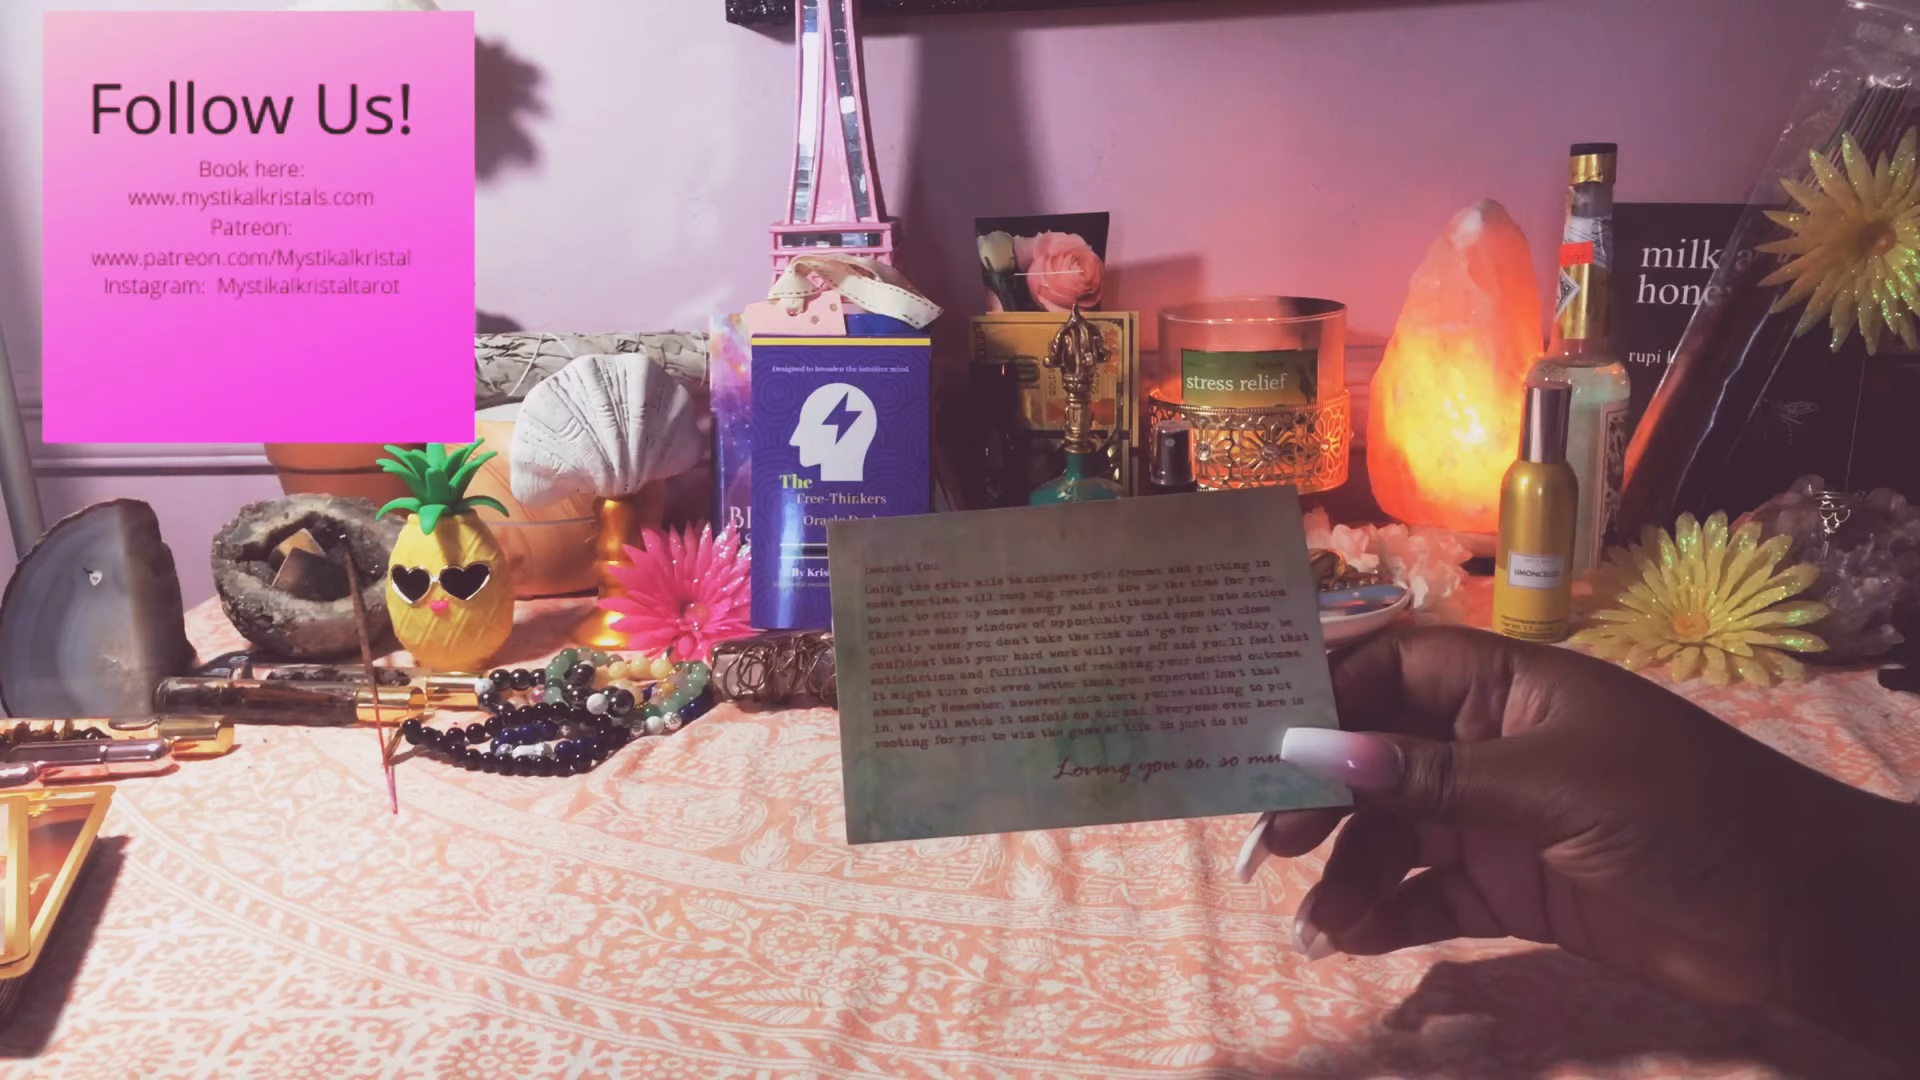 Follow Us!
Book here:
www.mystikalkristals.com
Patreon:
www.patreon.com/Mystikalkristal
Instagram: Mystikalkristaltarot
Designed to broaden the intuitive mind.
The
Free-Thinkers
Oracle Deck
By Kris
stress relief
milk a
hone
rupi k
LIMONCELLO
Dearest You,
Going the extra mile to achieve your dreams and putting in
some overtime will reap big rewards. Now is the time for you
to act, to stir up some energy and put those plans into action.
There are many windows of opportunity that open but close
quickly when you don't take the risk and "go for it." Today, be
confident that your hard work will pay off and you'll feel that
satisfaction and fulfillment of reaching your desired outcome.
It might turn out even better than you expected! Isn't that
amazing? Remember, however much work you're willing to put
in, we will match it tenfold on our end. Everyone over here is
rooting for you to win the game of life. So just do it!
Loving you so, so mu